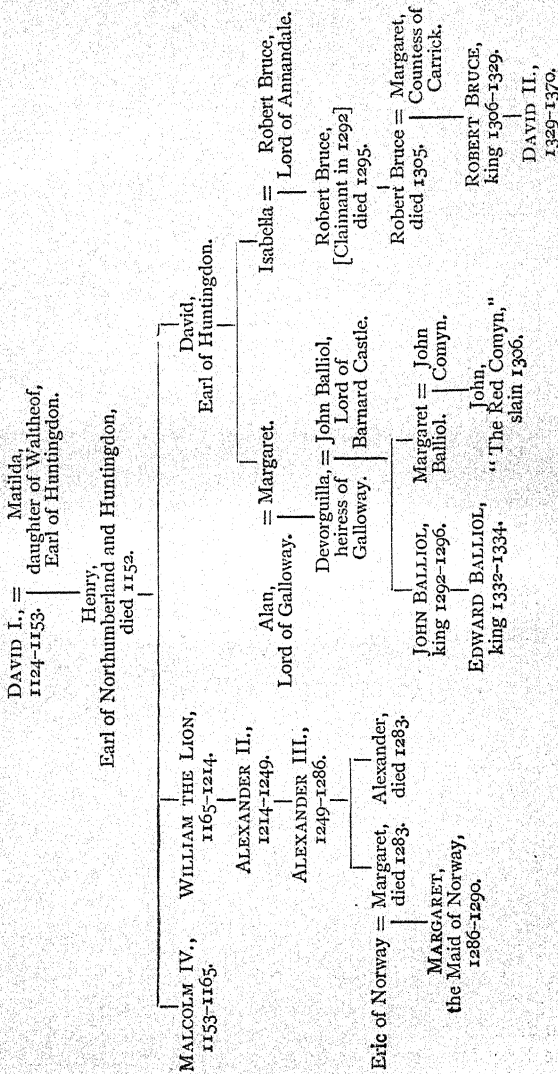 DAVID I., = Matilda,
1124–1153. daughter of Waltheof,
Earl of Huntingdon.
Henry,
Earl of Northumberland and Huntingdon,
died 1152.
MALCOLM IV.,
1153–1165.
WILLIAM THE LION,
1165–1214.
ALEXANDER II.,
1214–1249.
ALEXANDER III.,
1249–1286.
Eric of Norway = Margaret,
died 1283.
Alexander,
died 1283.
MARGARET,
the Maid of Norway,
1286–1290.
David,
Earl of Huntingdon.
Alan, = Margaret.
Lord of Galloway.
Devorguilla, = John Balliol,
heiress of Lord of
Galloway. Barnard Castle.
JOHN BALLIOL,
king 1292–1296.
EDWARD BALLIOL,
king 1332–1334.
Margaret = John
Balliol. Comyn.
John,
"The Red Comyn,"
slain 1306.
Isabella = Robert Bruce,
Lord of Annandale.
Robert Bruce,
[Claimant in 1292]
died 1295.
Robert Bruce = Margaret,
died 1305. Countess of
Carrick.
ROBERT BRUCE,
king 1306–1329.
DAVID II.,
1329–1370.